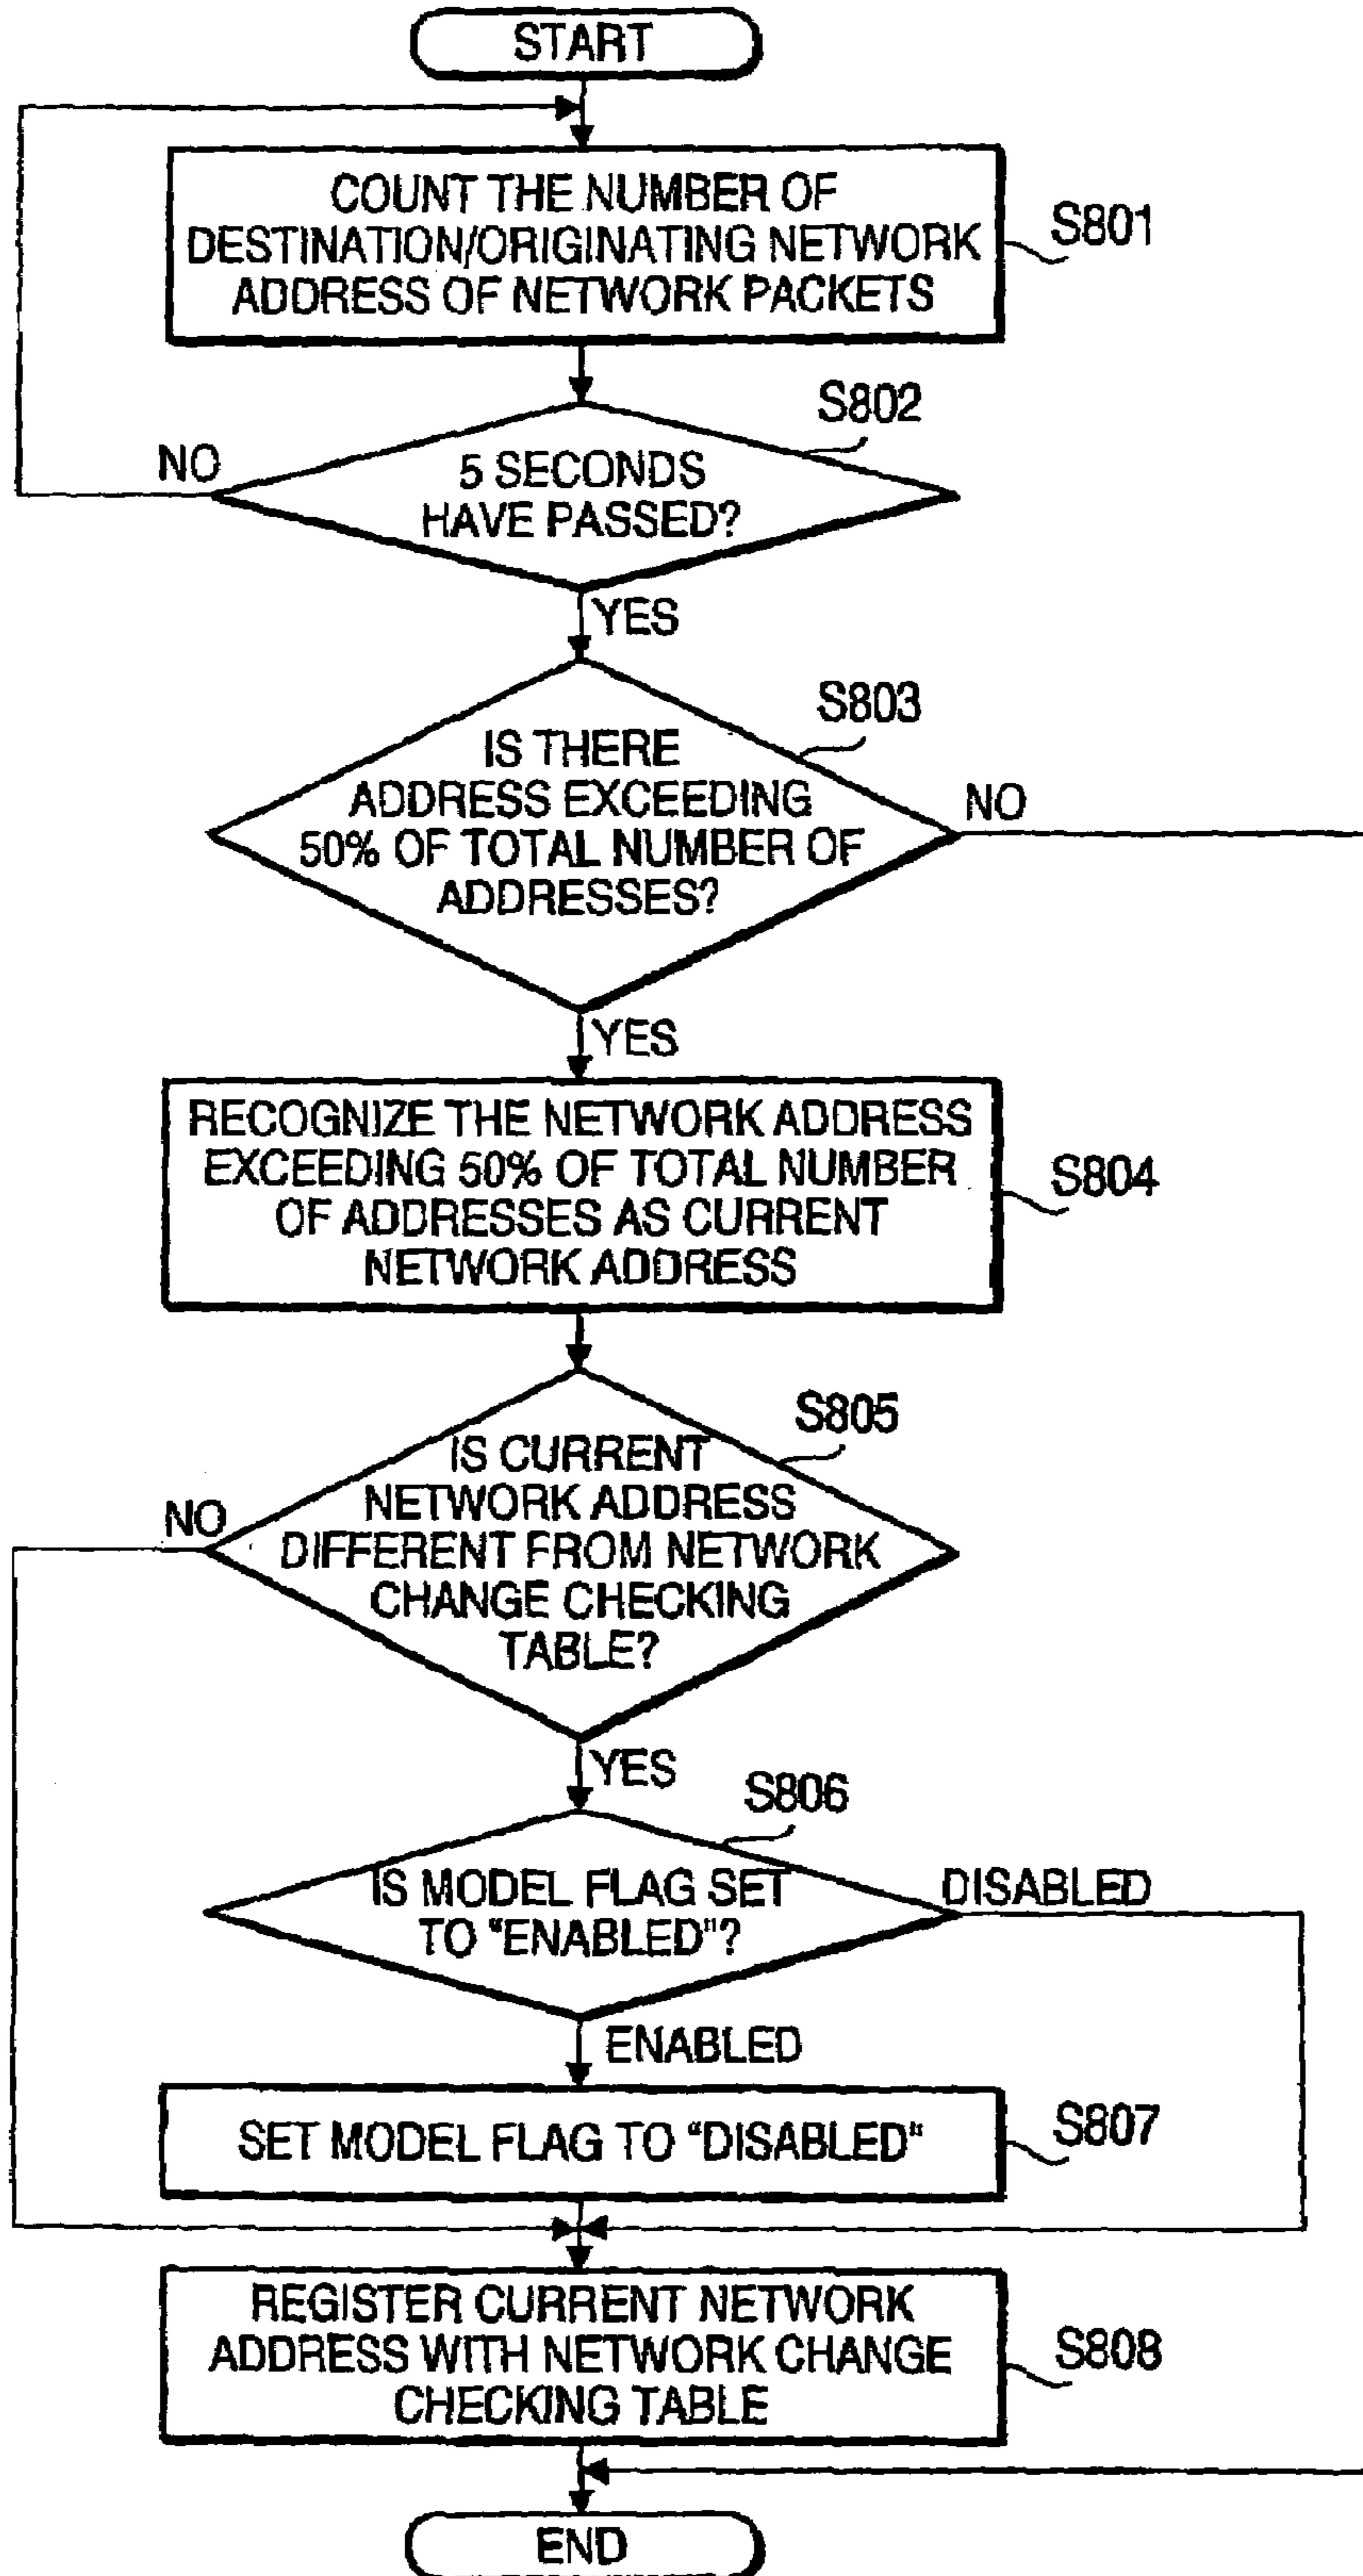 START
COUNT THE NUMBER OF
DESTINATION/ORIGINATING NETWORK
ADDRESS OF NETWORK PACKETS
S801
S802
NO
5 SECONDS
HAVE PASSED?
YES
S803
IS THERE
ADDRESS EXCEEDING
50% OF TOTAL NUMBER OF
ADDRESSES?
NO
YES
RECOGNIZE THE NETWORK ADDRESS
EXCEEDING 50% OF TOTAL NUMBER
OF ADDRESSES AS CURRENT
NETWORK ADDRESS
S804
S805
IS CURRENT
NETWORK ADDRESS
DIFFERENT FROM NETWORK
CHANGE CHECKING
TABLE?
NO
YES
S806
IS MODEL FLAG SET
TO "ENABLED"?
DISABLED
ENABLED
SET MODEL FLAG TO "DISABLED"
S807
REGISTER CURRENT NETWORK
ADDRESS WITH NETWORK CHANGE
CHECKING TABLE
S808
END